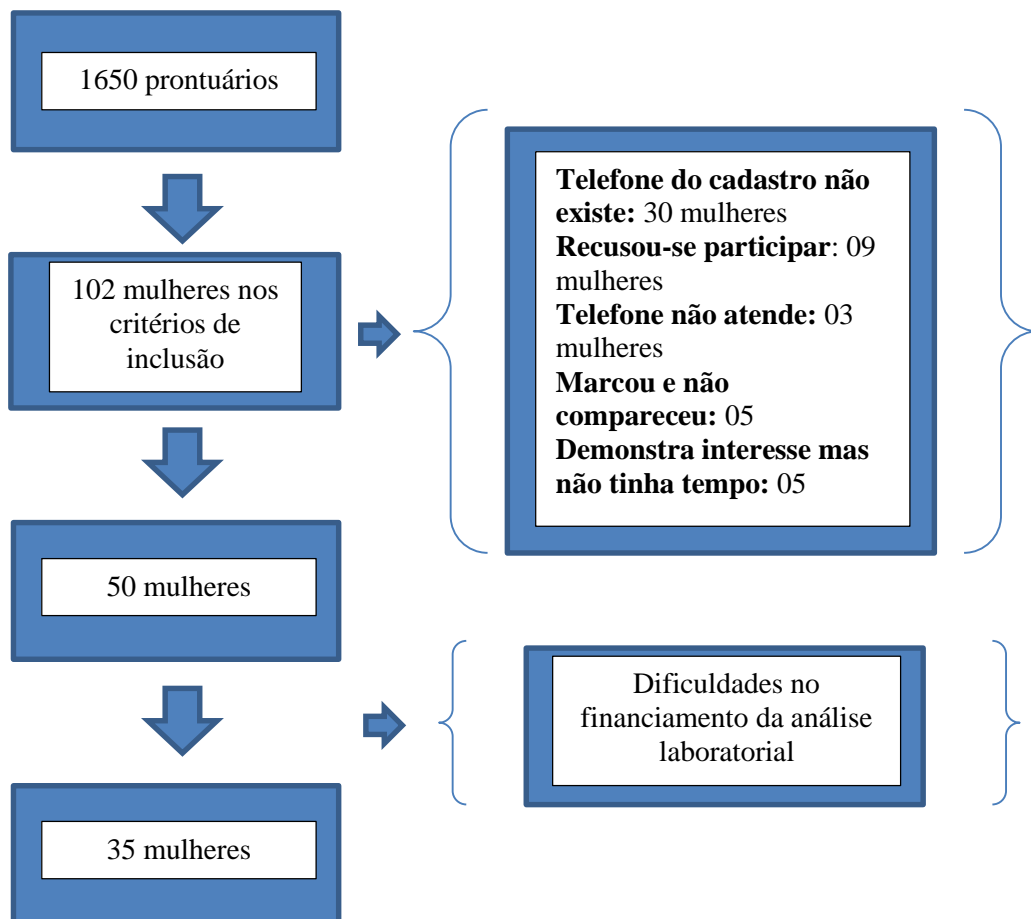 1650 prontuários
102 mulheres nos
critérios de
inclusão
Telefone do cadastro não
existe: 30 mulheres
Recusou-se participar: 09
mulheres
Telefone não atende: 03
mulheres
Marcou e não
compareceu: 05
Demonstra interesse mas
não tinha tempo: 05
50 mulheres
Dificuldades no
financiamento da análise
laboratorial
35 mulheres